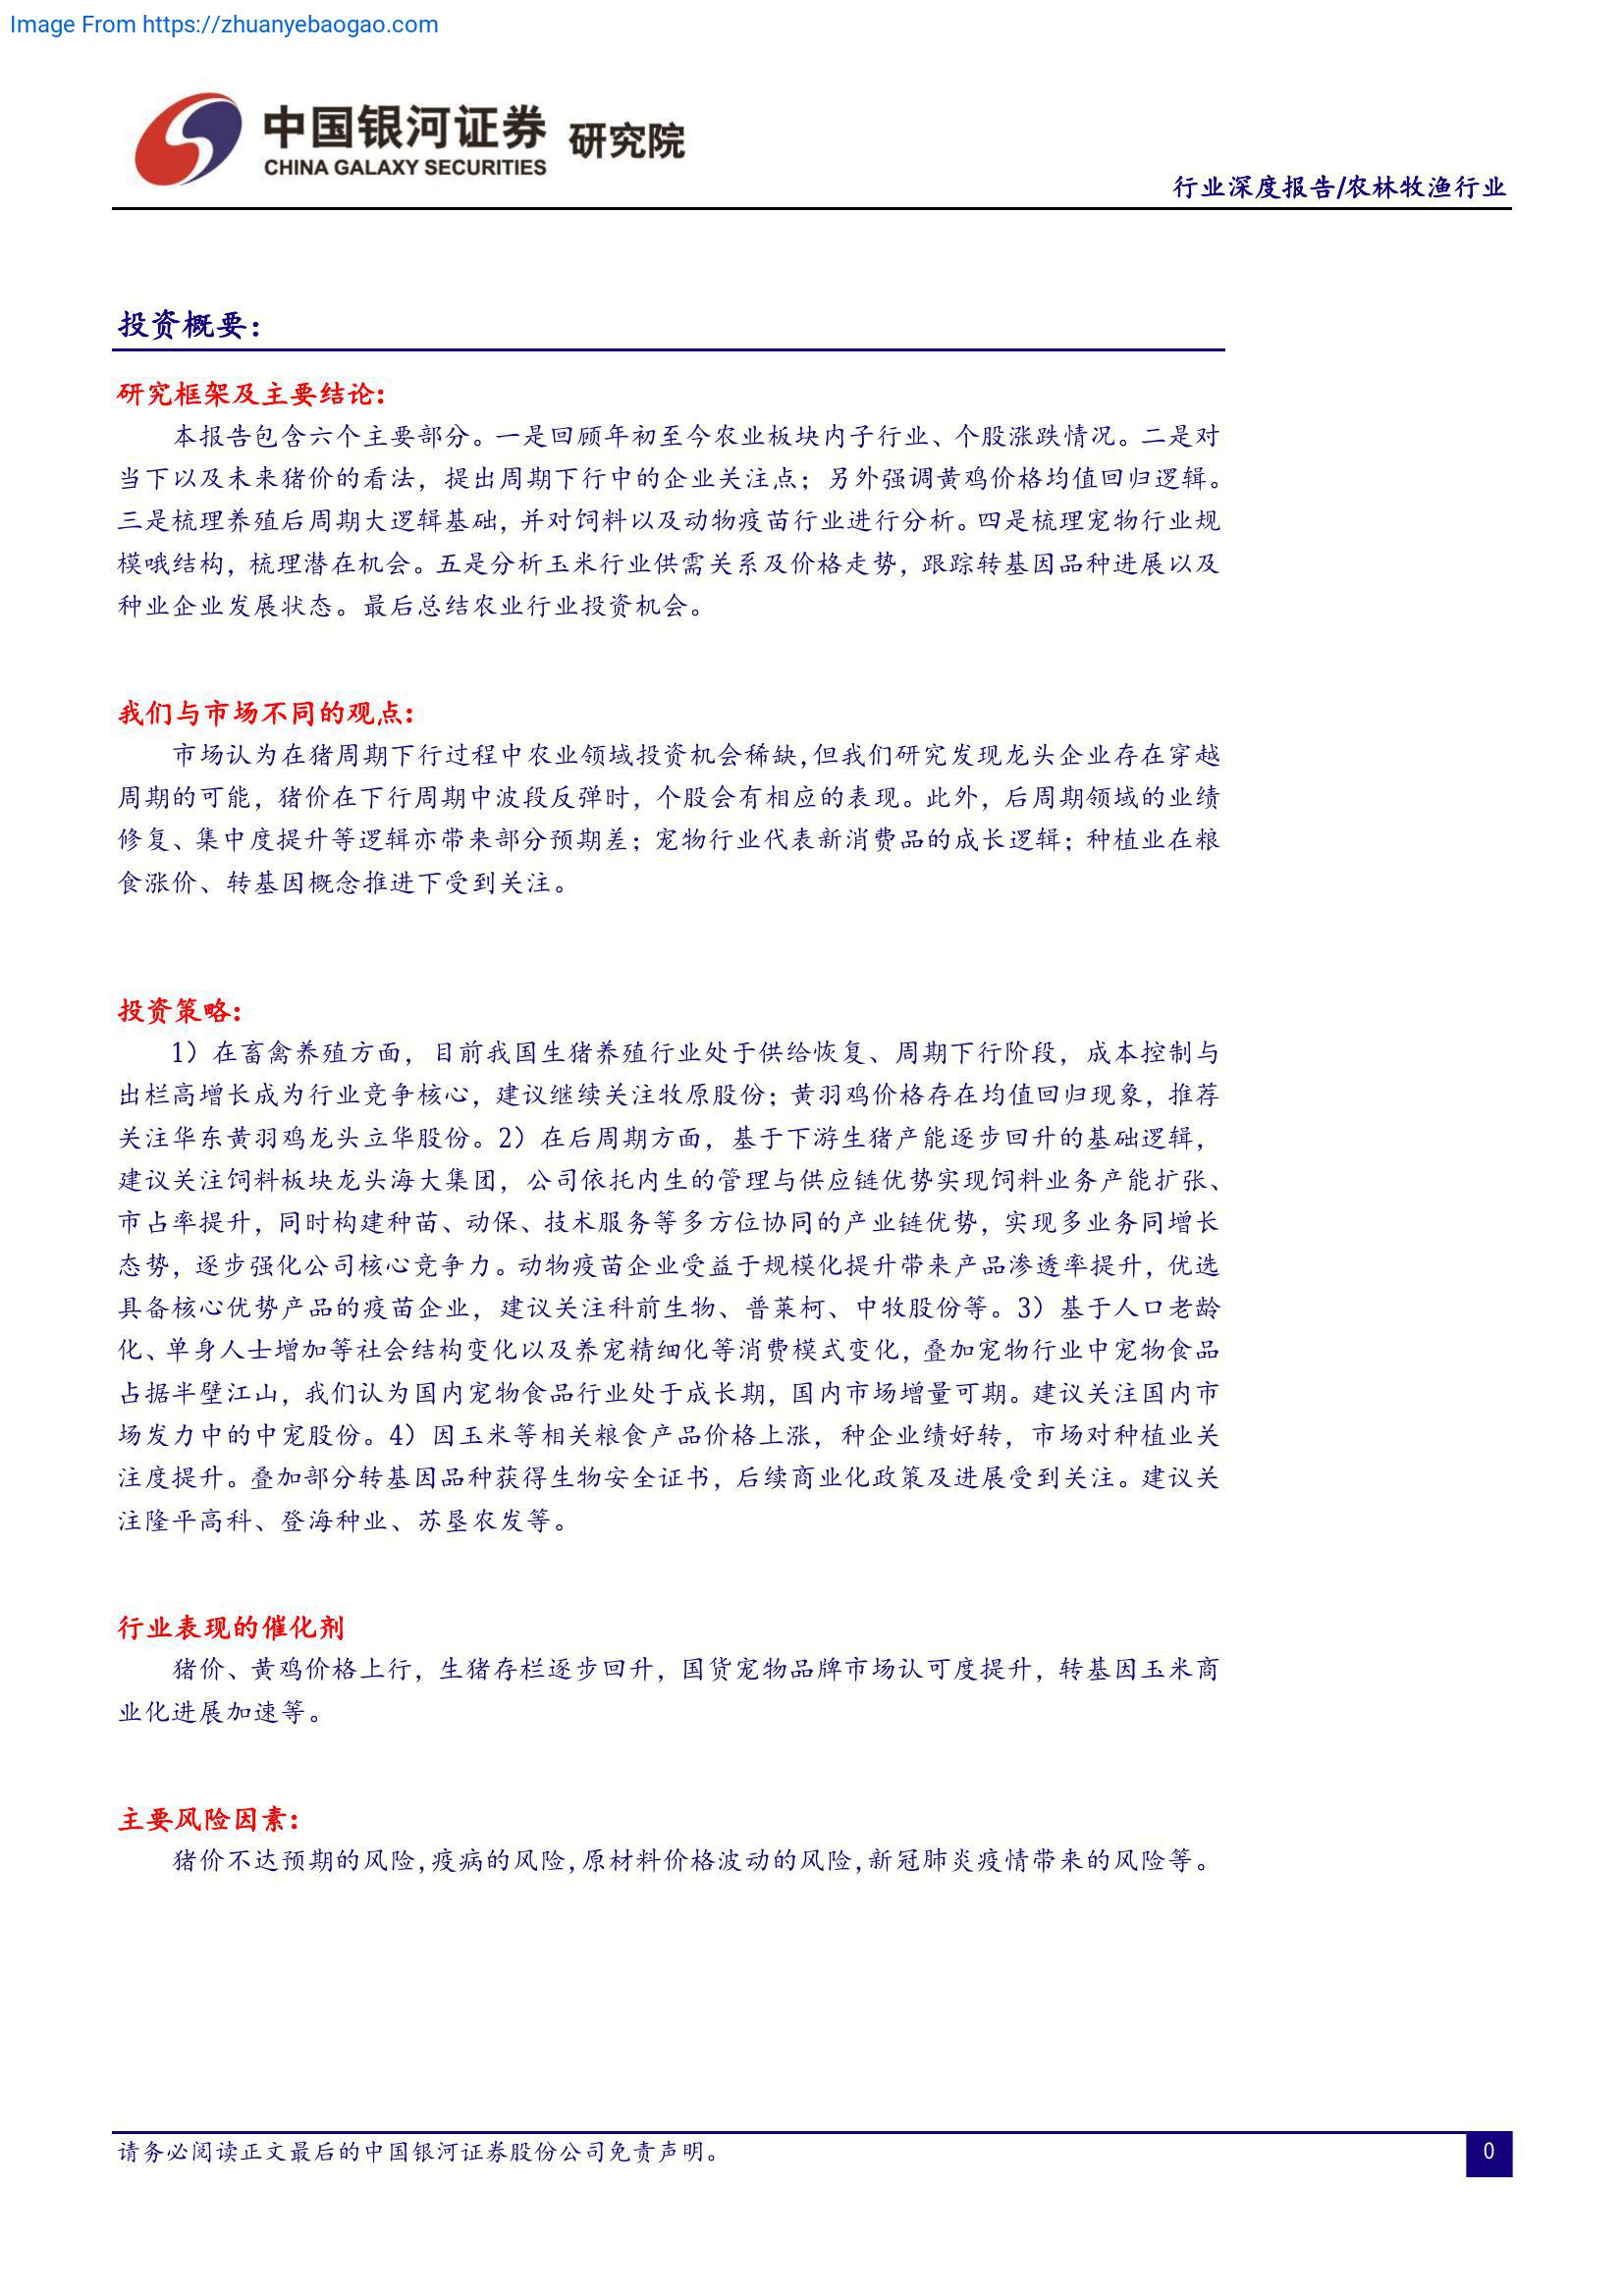 Image From https://zhuanyebaogao.com
中国银河证券 研究院
CHINA GALAXY SECURITIES
行业深度报告/农林牧渔行业
投资概要:
研究框架及主要结论:
本报告包含六个主要部分。一是回顾年初至今农业板块内子行业、个股涨跌情况。二是对
当下以及未来猪价的看法，提出周期下行中的企业关注点；另外强调黄鸡价格均值回归逻辑。
三是梳理养殖后周期大逻辑基础，并对饲料以及动物疫苗行业进行分析。四是梳理宠物行业规
模哦结构，梳理潜在机会。五是分析玉米行业供需关系及价格走势，跟踪转基因品种进展以及
种业企业发展状态。最后总结农业行业投资机会。
我们与市场不同的观点:
市场认为在猪周期下行过程中农业领域投资机会稀缺,但我们研究发现龙头企业存在穿越
周期的可能，猪价在下行周期中波段反弹时，个股会有相应的表现。此外，后周期领域的业绩
修复、集中度提升等逻辑亦带来部分预期差；宠物行业代表新消费品的成长逻辑；种植业在粮
食涨价、转基因概念推进下受到关注。
投资策略:
1）在畜禽养殖方面，目前我国生猪养殖行业处于供给恢复、周期下行阶段，成本控制与
出栏高增长成为行业竞争核心，建议继续关注牧原股份；黄羽鸡价格存在均值回归现象，推荐
关注华东黄羽鸡龙头立华股份。2）在后周期方面，基于下游生猪产能逐步回升的基础逻辑，
建议关注饲料板块龙头海大集团，公司依托内生的管理与供应链优势实现饲料业务产能扩张、
市占率提升，同时构建种苗、动保、技术服务等多方位协同的产业链优势，实现多业务同增长
态势，逐步强化公司核心竞争力。动物疫苗企业受益于规模化提升带来产品渗透率提升，优选
具备核心优势产品的疫苗企业，建议关注科前生物、普莱柯、中牧股份等。3）基于人口老龄
化、单身人士增加等社会结构变化以及养宠精细化等消费模式变化，叠加宠物行业中宠物食品
占据半壁江山，我们认为国内宠物食品行业处于成长期，国内市场增量可期。建议关注国内市
场发力中的中宠股份。4）因玉米等相关粮食产品价格上涨，种企业绩好转，市场对种植业关
注度提升。叠加部分转基因品种获得生物安全证书，后续商业化政策及进展受到关注。建议关
注隆平高科、登海种业、苏垦农发等。
行业表现的催化剂
猪价、黄鸡价格上行，生猪存栏逐步回升，国货宠物品牌市场认可度提升，转基因玉米商
业化进展加速等。
主要风险因素:
猪价不达预期的风险,疫病的风险,原材料价格波动的风险,新冠肺炎疫情带来的风险等。
请务必阅读正文最后的中国银河证券股份公司免责声明。
0